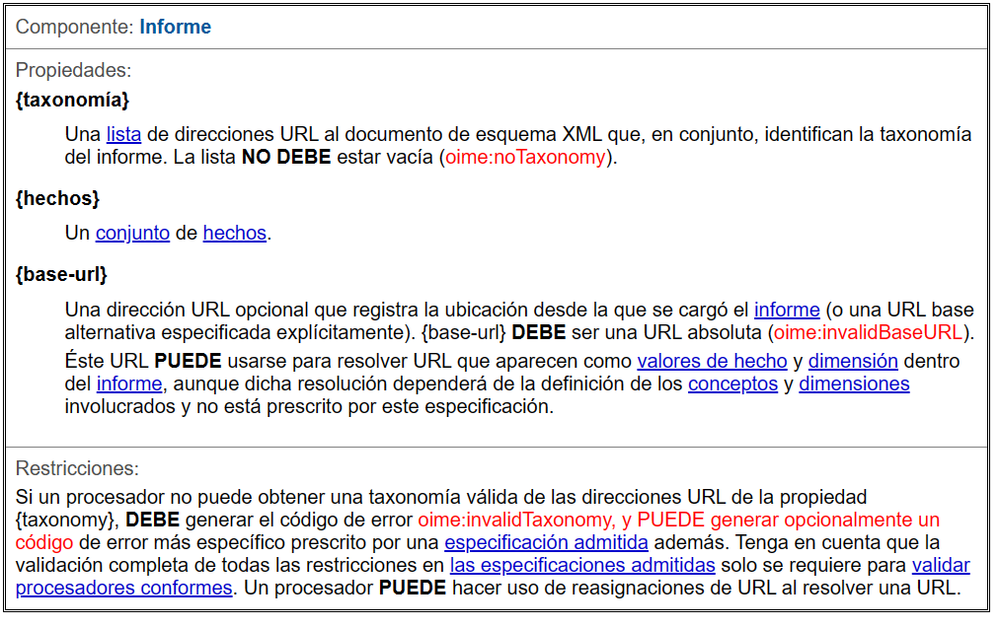 Componente: Informe
Propiedades:
{taxonomía}
Una lista de direcciones URL al documento de esquema XML que, en conjunto, identifican la taxonomía
del informe. La lista NO DEBE estar vacía (oime:noTaxonomy).
{hechos}
Un conjunto de hechos.
{base-url}
Una dirección URL opcional que registra la ubicación desde la que se cargó el informe (o una URL base
alternativa especificada explícitamente). {base-url} DEBE ser una URL absoluta (oime:invalidBaseURL).
Éste URL PUEDE usarse para resolver URL que aparecen como valores de hecho y dimensión dentro
del informe, aunque dicha resolución dependerá de la definición de los conceptos y dimensiones
involucrados y no está prescrito por este especificación.
Restricciones:
Si un procesador no puede obtener una taxonomía válida de las direcciones URL de la propiedad
{taxonomy}, DEBE generar el código de error oime:invalidTaxonomy, y PUEDE generar opcionalmente un
código de error más específico prescrito por una especificación admitida además. Tenga en cuenta que la
validación completa de todas las restricciones en las especificaciones admitidas solo se requiere para validar
procesadores conformes. Un procesador PUEDE hacer uso de reasignaciones de URL al resolver una URL.